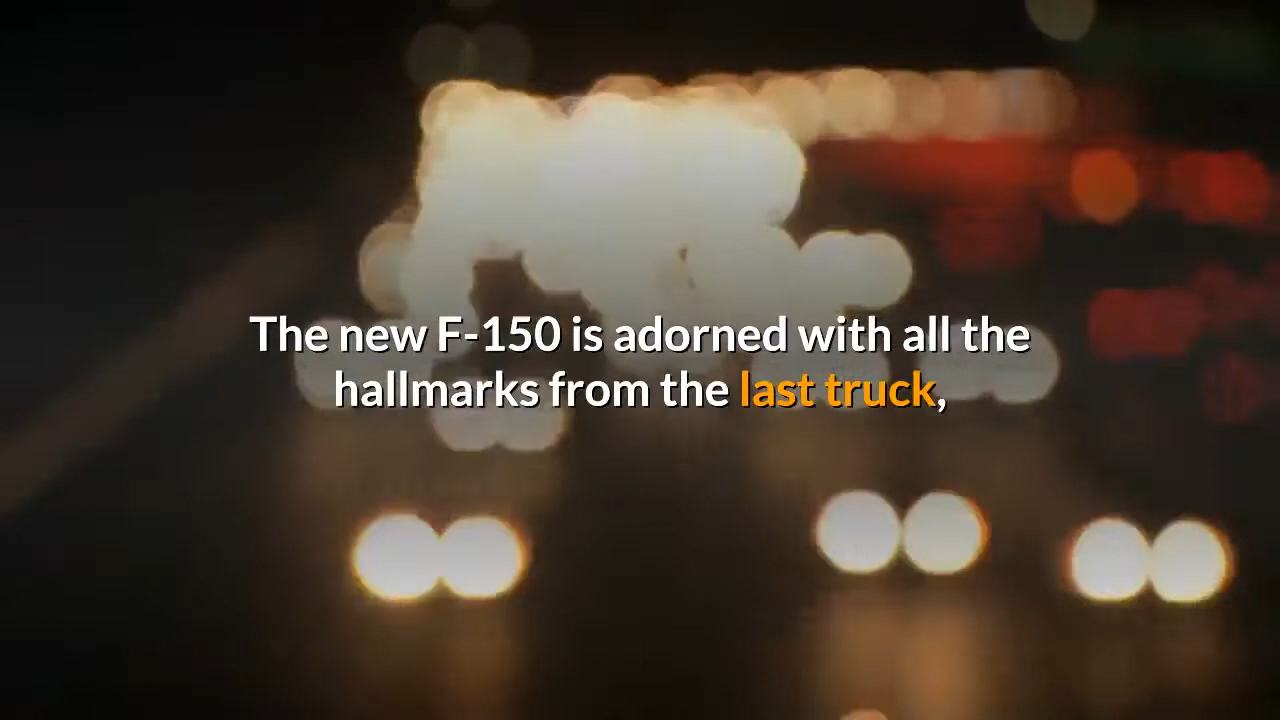 The new F-150 is adorned with all the
hallmarks from the last truck,